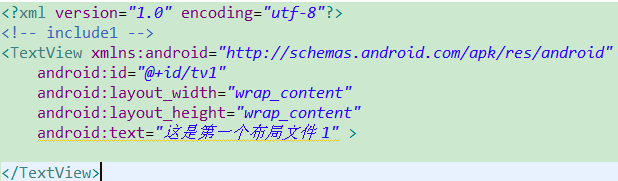 <?xml version="1.0" encoding="utf-8"?>
<!-- include1 -->
<TextView xmlns:android="http://schemas.android.com/apk/res/android"
    android:id="@+id/tv1"
    android:layout_width="wrap_content"
    android:layout_height="wrap_content"
    android:text="这是第一个布局文件1" >
</TextView>